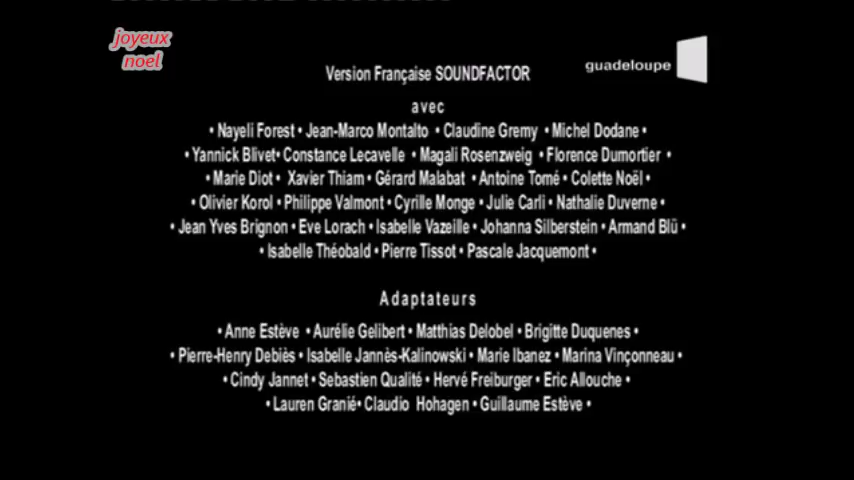 joyeux
noel
guadeloupe
Version Française SOUNDFACTOR
avec
• Nayeli Forest • Jean-Marco Montalto • Claudine Gremy • Michel Dodane •
• Yannick Blivet• Constance Lecavelle • Magali Rosenzweig • Florence Dumortier •
• Marie Diot • Xavier Thiam • Gérard Malabat • Antoine Tomé • Colette Noël •
• Olivier Korol • Philippe Valmont • Cyrille Monge • Julie Carli • Nathalie Duverne •
• Jean Yves Brignon • Eve Lorach • Isabelle Vazeille • Johanna Silberstein • Armand Blü •
• Isabelle Théobald • Pierre Tissot • Pascale Jacquemont •
Adaptateurs
• Anne Estève • Aurélie Gelibert • Matthias Delobel • Brigitte Duquenes •
• Pierre-Henry Debiès • Isabelle Jannès-Kalinowski • Marie Ibanez • Marina Vinçonneau •
• Cindy Jannet • Sebastien Qualité • Hervé Freiburger • Eric Allouche •
• Lauren Granié• Claudio Hohagen • Guillaume Estève •